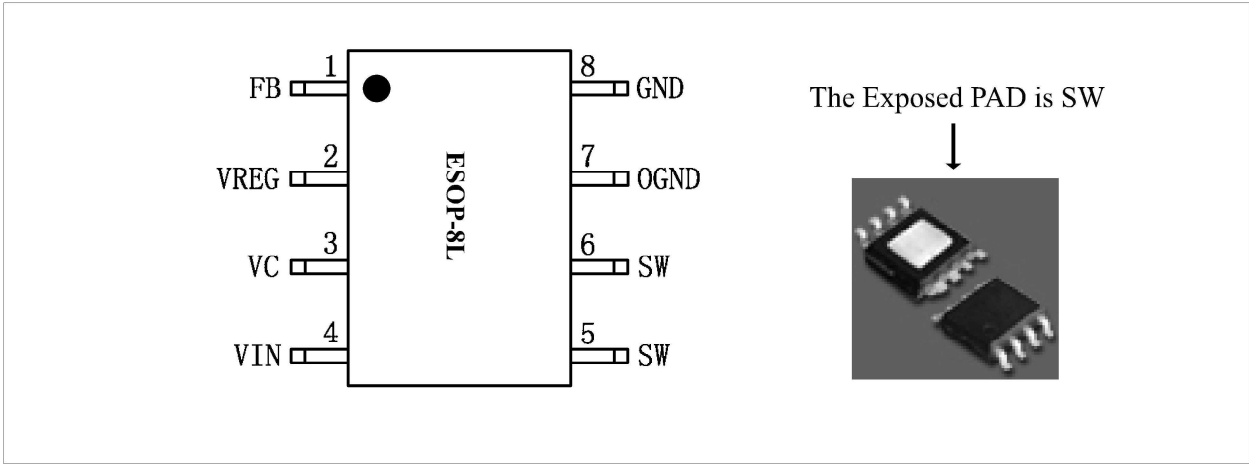 1
FB
2
VREG
3
VC
4
VIN
ESOP-8L
8
GND
7
OGND
6
SW
5
SW
The Exposed PAD is SW